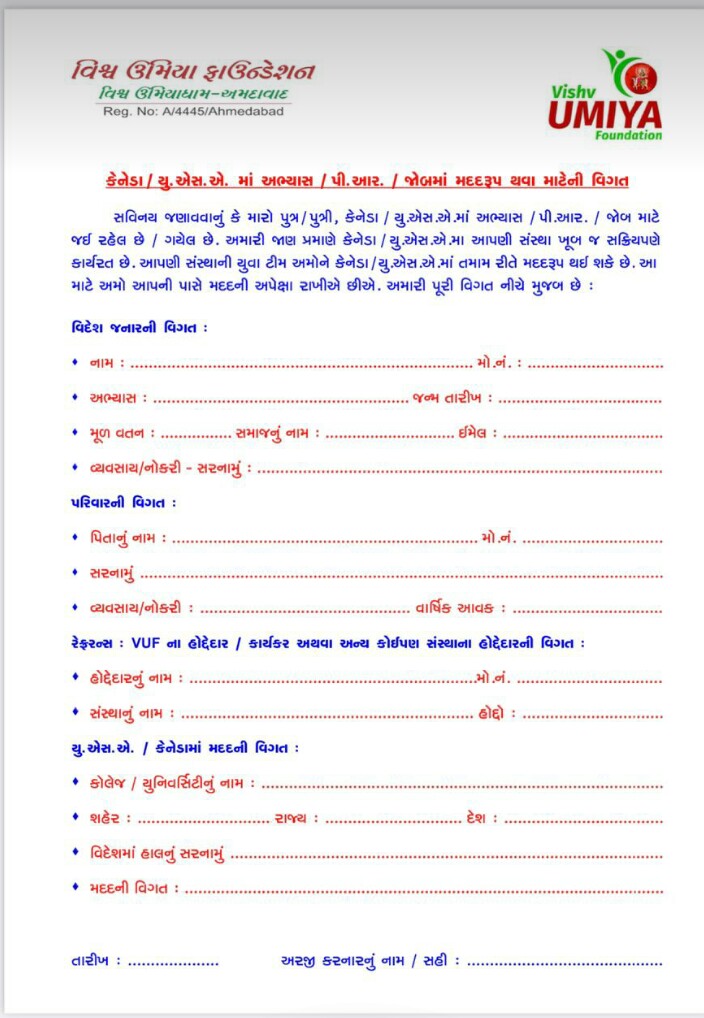 વિશ્વ ઉમિયા ફાઉન્ડેશન
વિશ્વ ઉમિયાધામ-અમદાવાદ
Reg. No: A/4445/Ahmedabad
Vishv
UMIYA
Foundation
કેનેડા / યુ.એસ.એ. માં અભ્યાસ / પી.આર. / જોબમાં મદદરૂપ થવા માટેની વિગત
સવિનય જણાવવાનું કે મારો પુત્ર/પુત્રી, કેનેડા / યુ.એસ.એ.માં અભ્યાસ / પી.આર. / જોબ માટે
જઈ રહેલ છે / ગયેલ છે. અમારી જાણ પ્રમાણે કેનેડા / યુ.એસ.એ.મા આપણી સંસ્થા ખૂબ જ સક્રિયપણે
કાર્યરત છે. આપણી સંસ્થાની યુવા ટીમ અમોને કેનેડા/યુ.એસ.એ.માં તમામ રીતે મદદરૂપ થઈ શકે છે. આ
માટે અમો આપની પાસે મદદની અપેક્ષા રાખીએ છીએ. અમારી પૂરી વિગત નીચે મુજબ છે :
વિદેશ જનારની વિગત :
♦ નામ : ........................................ મો.નં. : ....................
♦ અભ્યાસ : ........................................ જન્મ તારીખ : ....................
♦ મૂળ વતન : ............... સમાજનું નામ : .................... ઈમેલ : ....................
♦ વ્યવસાય/નોકરી - સરનામું : ........................................
પરિવારની વિગત :
♦ પિતાનું નામ : ........................................ મો.નં. ....................
♦ સરનામું ........................................
♦ વ્યવસાય/નોકરી : ........................................ વાર્ષિક આવક : ....................
રેફરન્સ : VUF ના હોદ્દેદાર / કાર્યકર અથવા અન્ય કોઈપણ સંસ્થાના હોદ્દેદારની વિગત :
♦ હોદ્દેદારનું નામ : ........................................મો.નં. ....................
♦ સંસ્થાનું નામ : ........................................ હોદ્દો : ....................
યુ.એસ.એ. / કેનેડામાં મદદની વિગત :
♦ કોલેજ / યુનિવર્સિટીનું નામ : ........................................
♦ શહેર : .................... રાજ્ય : .................... દેશ : ....................
♦ વિદેશમાં હાલનું સરનામું ........................................
♦ મદદની વિગત : ........................................
તારીખ : .................... અરજી કરનારનું નામ / સહી : ........................................